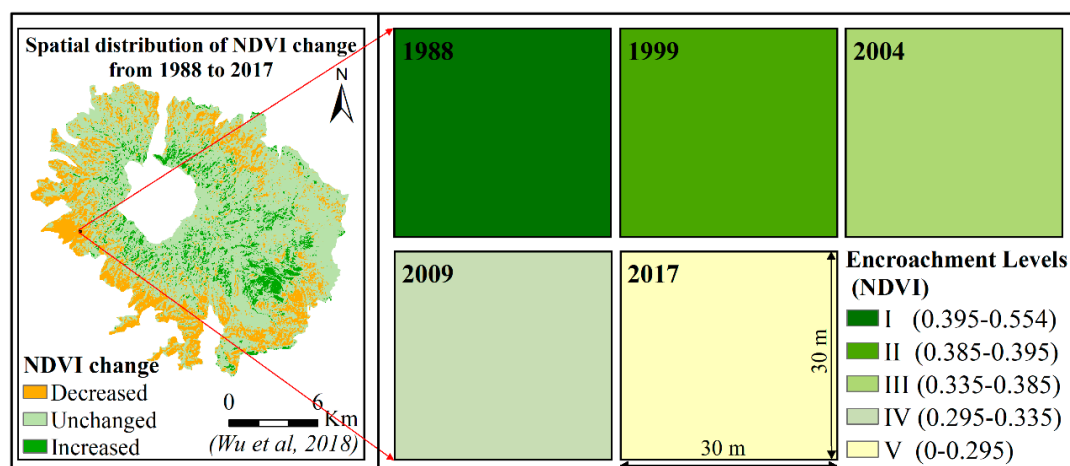 Spatial distribution of NDVI change
from 1988 to 2017
N
NDVI change
Decreased
Unchanged
Increased
0 6
Km
(Wu et al, 2018)
1988
1999
2004
2009
2017
30 m
30 m
Encroachment Levels
(NDVI)
I (0.395-0.554)
II (0.385-0.395)
III (0.335-0.385)
IV (0.295-0.335)
V (0-0.295)